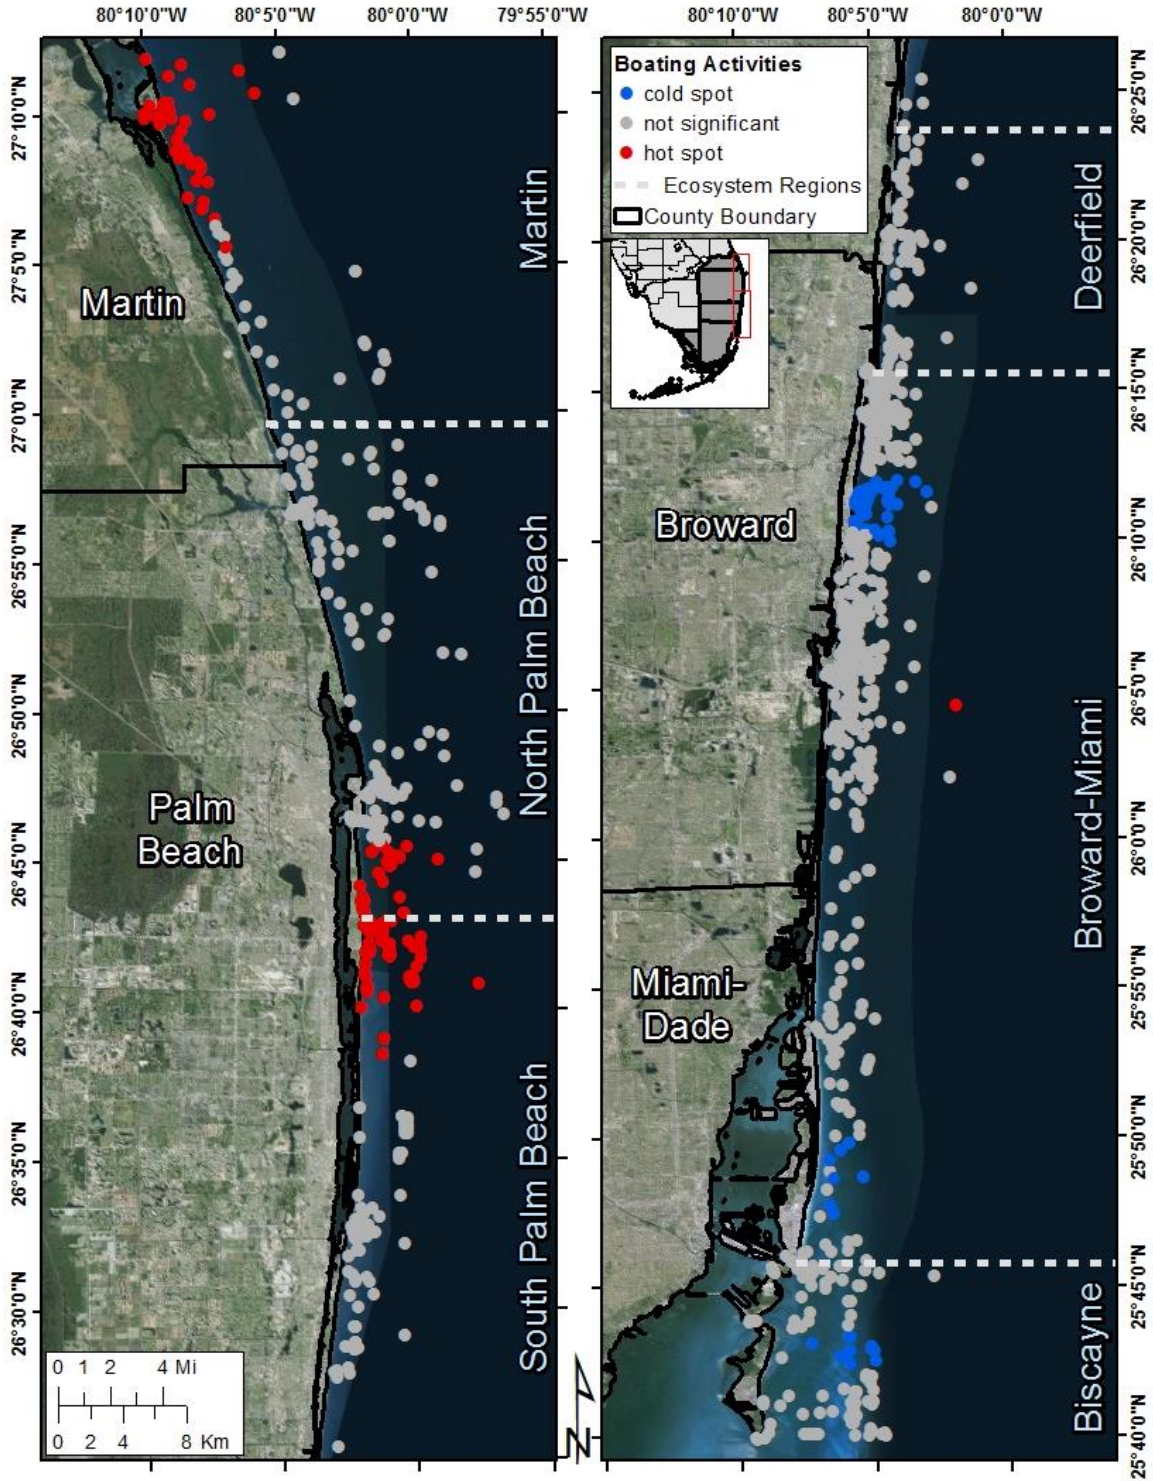 80°10'0"W 80°5'0"W 80°0'0"W 79°55'0"W
80°10'0"W 80°5'0"W 80°0'0"W
27°10'0"N
27°5'0"N
27°0'0"N
26°55'0"N
26°50'0"N
26°45'0"N
26°40'0"N
26°35'0"N
26°30'0"N
Martin
Palm
Beach
Martin
North Palm Beach
South Palm Beach
0 1 2 4 Mi
0 2 4 8 Km
N
Boating Activities
cold spot
not significant
hot spot
Ecosystem Regions
County Boundary
Broward
Miami-
Dade
Deerfield
Broward-Miami
Biscayne
26°25'0"N
26°20'0"N
26°15'0"N
26°10'0"N
26°5'0"N
26°0'0"N
25°55'0"N
25°50'0"N
25°45'0"N
25°40'0"N